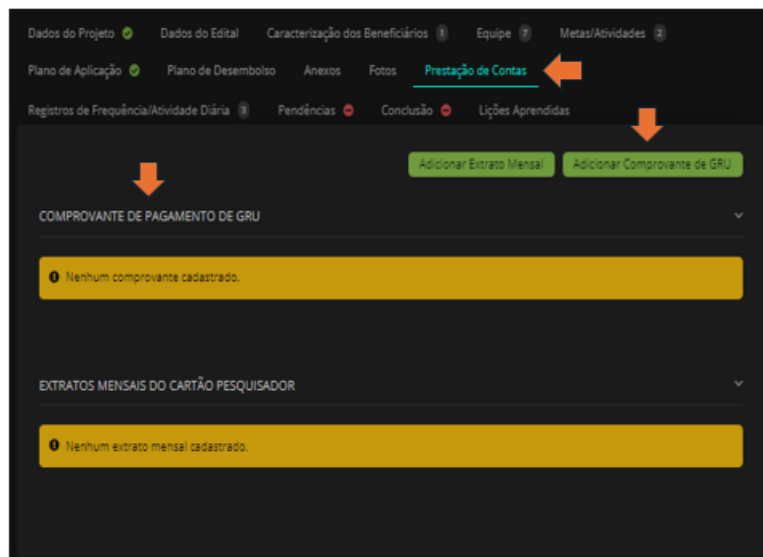 Dados do Projeto Dados do Edital Caracterização dos Beneficiários 1 Equipe 7 Metas/Atividades 2
Plano de Aplicação Plano de Desembolso Anexos Fotos Prestação de Contas
Registros de Frequência/Atividade Diária 3 Pendências Conclusão Lições Aprendidas
Adicionar Extrato Mensal Adicionar Comprovante de GRU
COMPROVANTE DE PAGAMENTO DE GRU
Nenhum comprovante cadastrado.
EXTRATOS MENSAIS DO CARTÃO PESQUISADOR
Nenhum extrato mensal cadastrado.